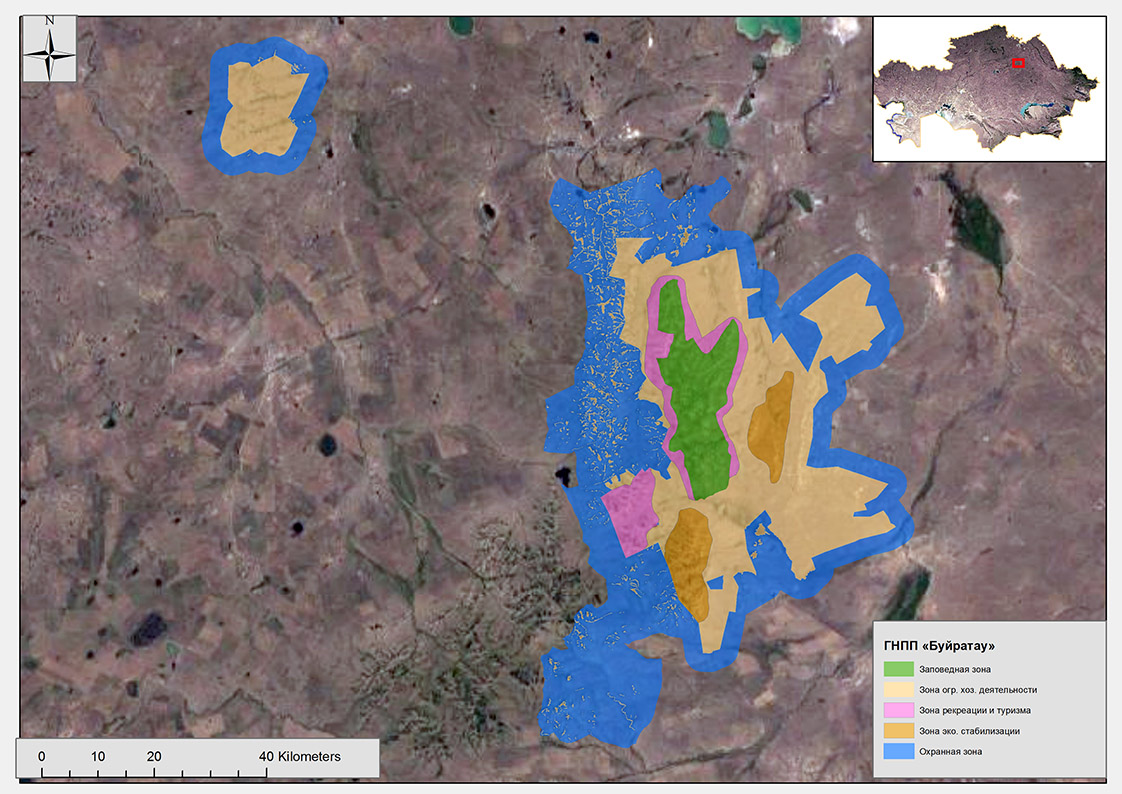 N
ГНПП «Буйратау»
Заповедная зона
Зона огр. хоз. деятельности
Зона рекреации и туризма
Зона эко. стабилизации
Охранная зона
0 10 20 40 Kilometers